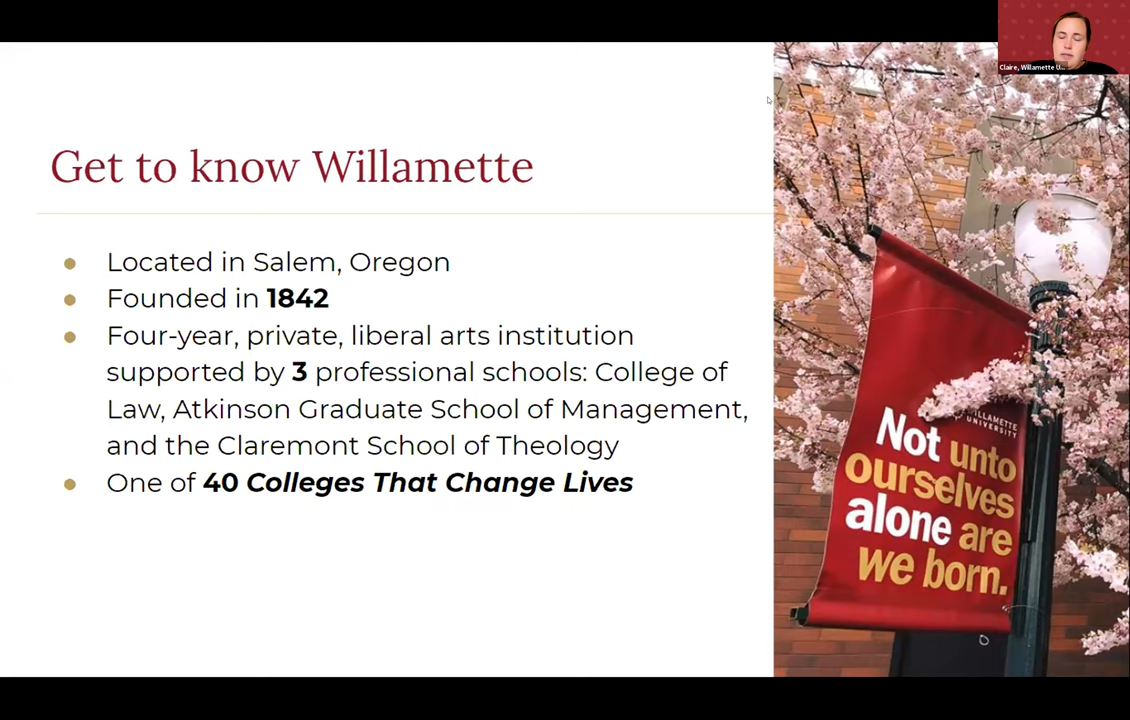 Claire, Willamette U...
Get to know Willamette
Located in Salem, Oregon
Founded in 1842
Four-year, private, liberal arts institution
supported by 3 professional schools: College of
Law, Atkinson Graduate School of Management,
and the Claremont School of Theology
One of 40 Colleges That Change Lives
WILLAMETTE
UNIVERSITY
Not unto
ourselves
alone are
we born.